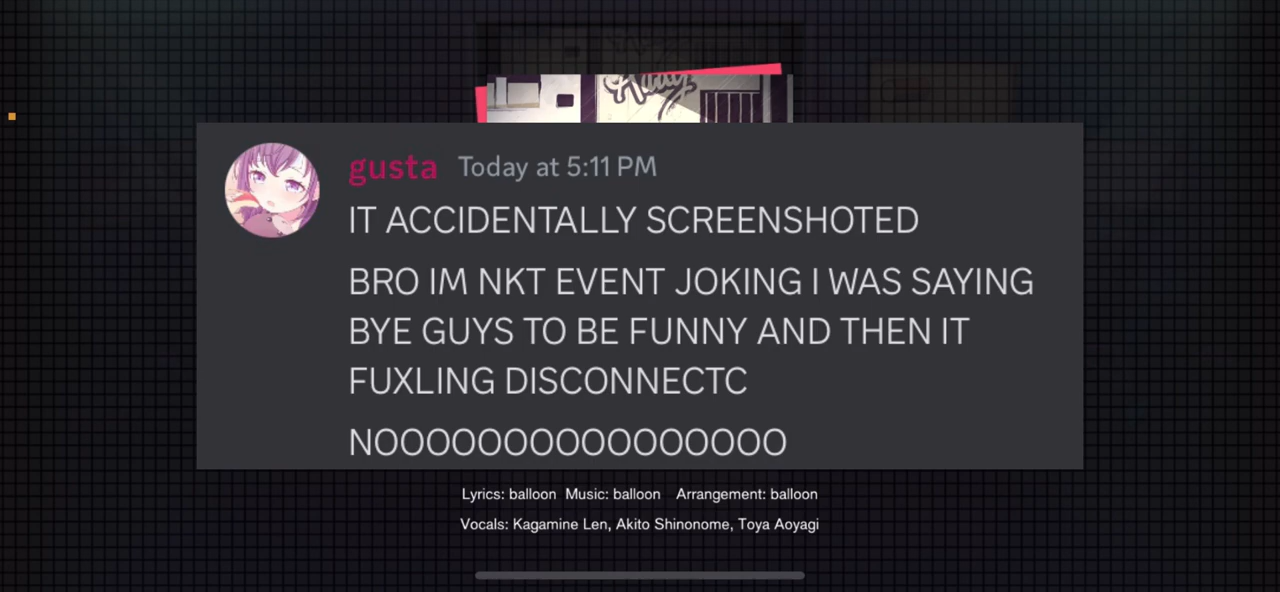 gusta Today at 5:11 PM
IT ACCIDENTALLY SCREENSHOTED
BRO IM NKT EVENT JOKING I WAS SAYING
BYE GUYS TO BE FUNNY AND THEN IT
FUXLING DISCONNECTC
NOOOOOOOOOOOOOOOOO
Lyrics: balloon Music: balloon Arrangement: balloon
Vocals: Kagamine Len, Akito Shinonome, Toya Aoyagi